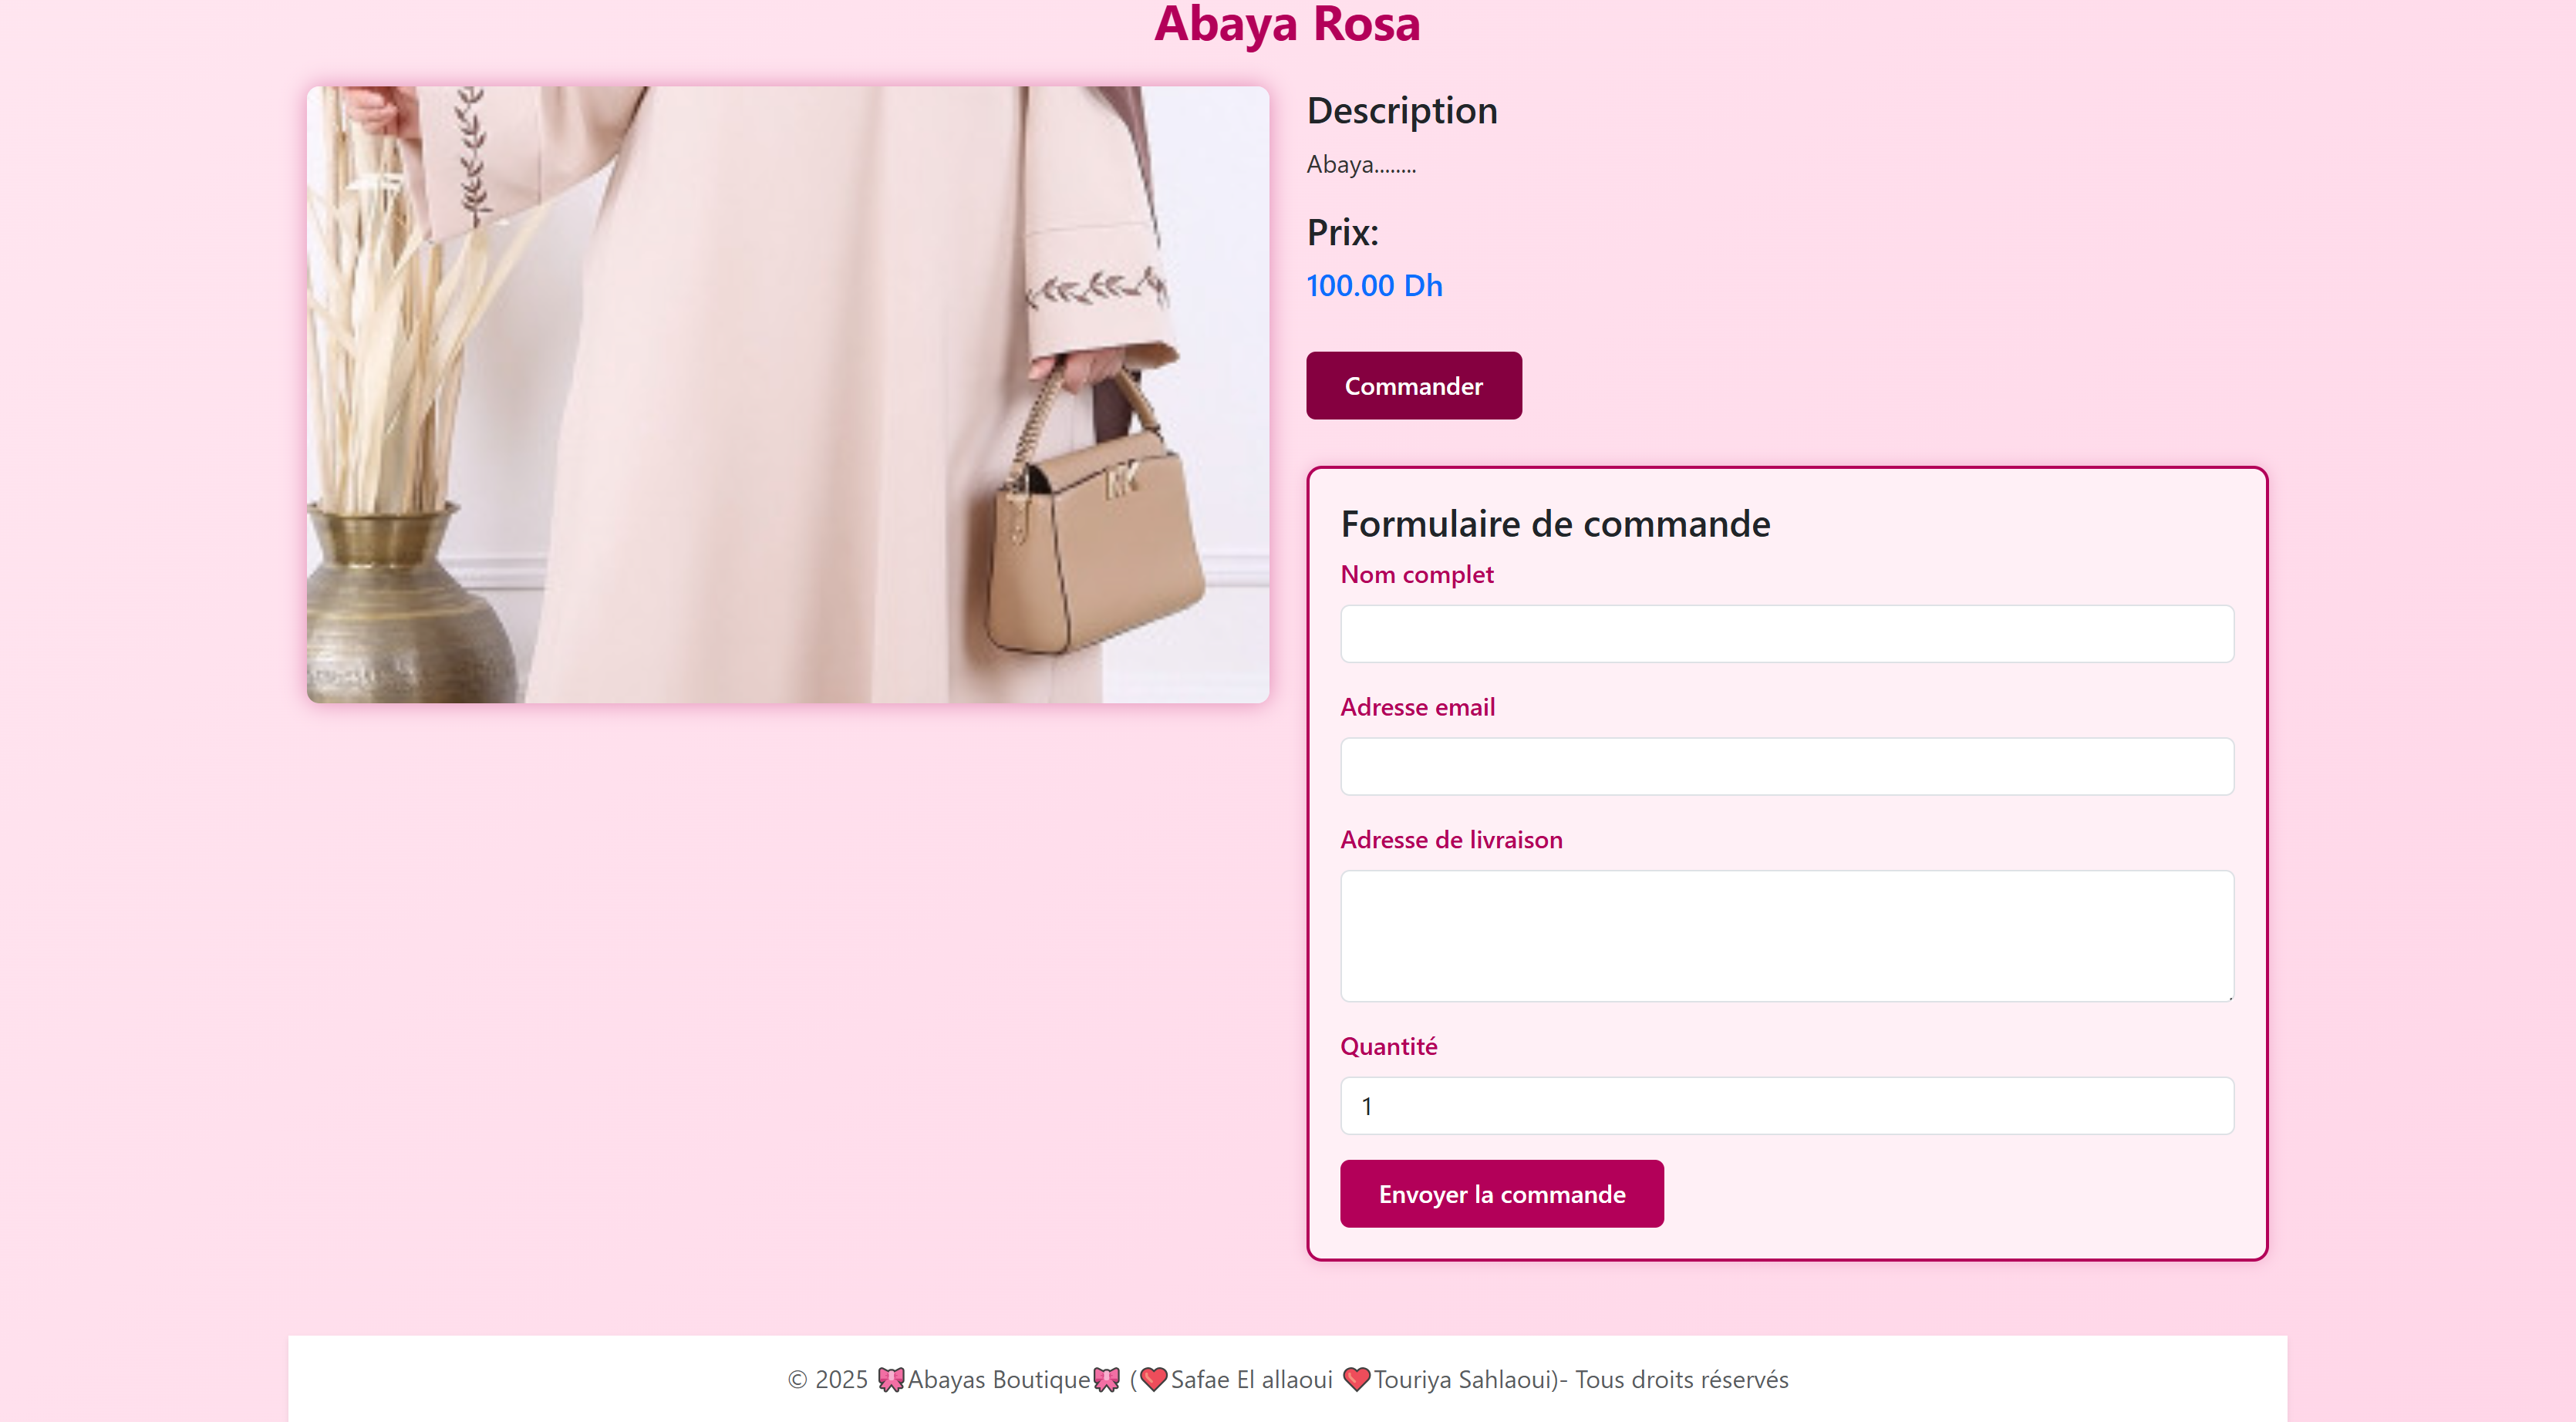 Abaya Rosa
Description
Abaya........
Prix:
100.00 Dh
Commander
Formulaire de commande
Nom complet
Adresse email
Adresse de livraison
Quantité
1
Envoyer la commande
© 2025 🎀Abayas Boutique🎀 (❤️Safae El allaoui ❤️Touriya Sahlaoui)- Tous droits réservés
MK